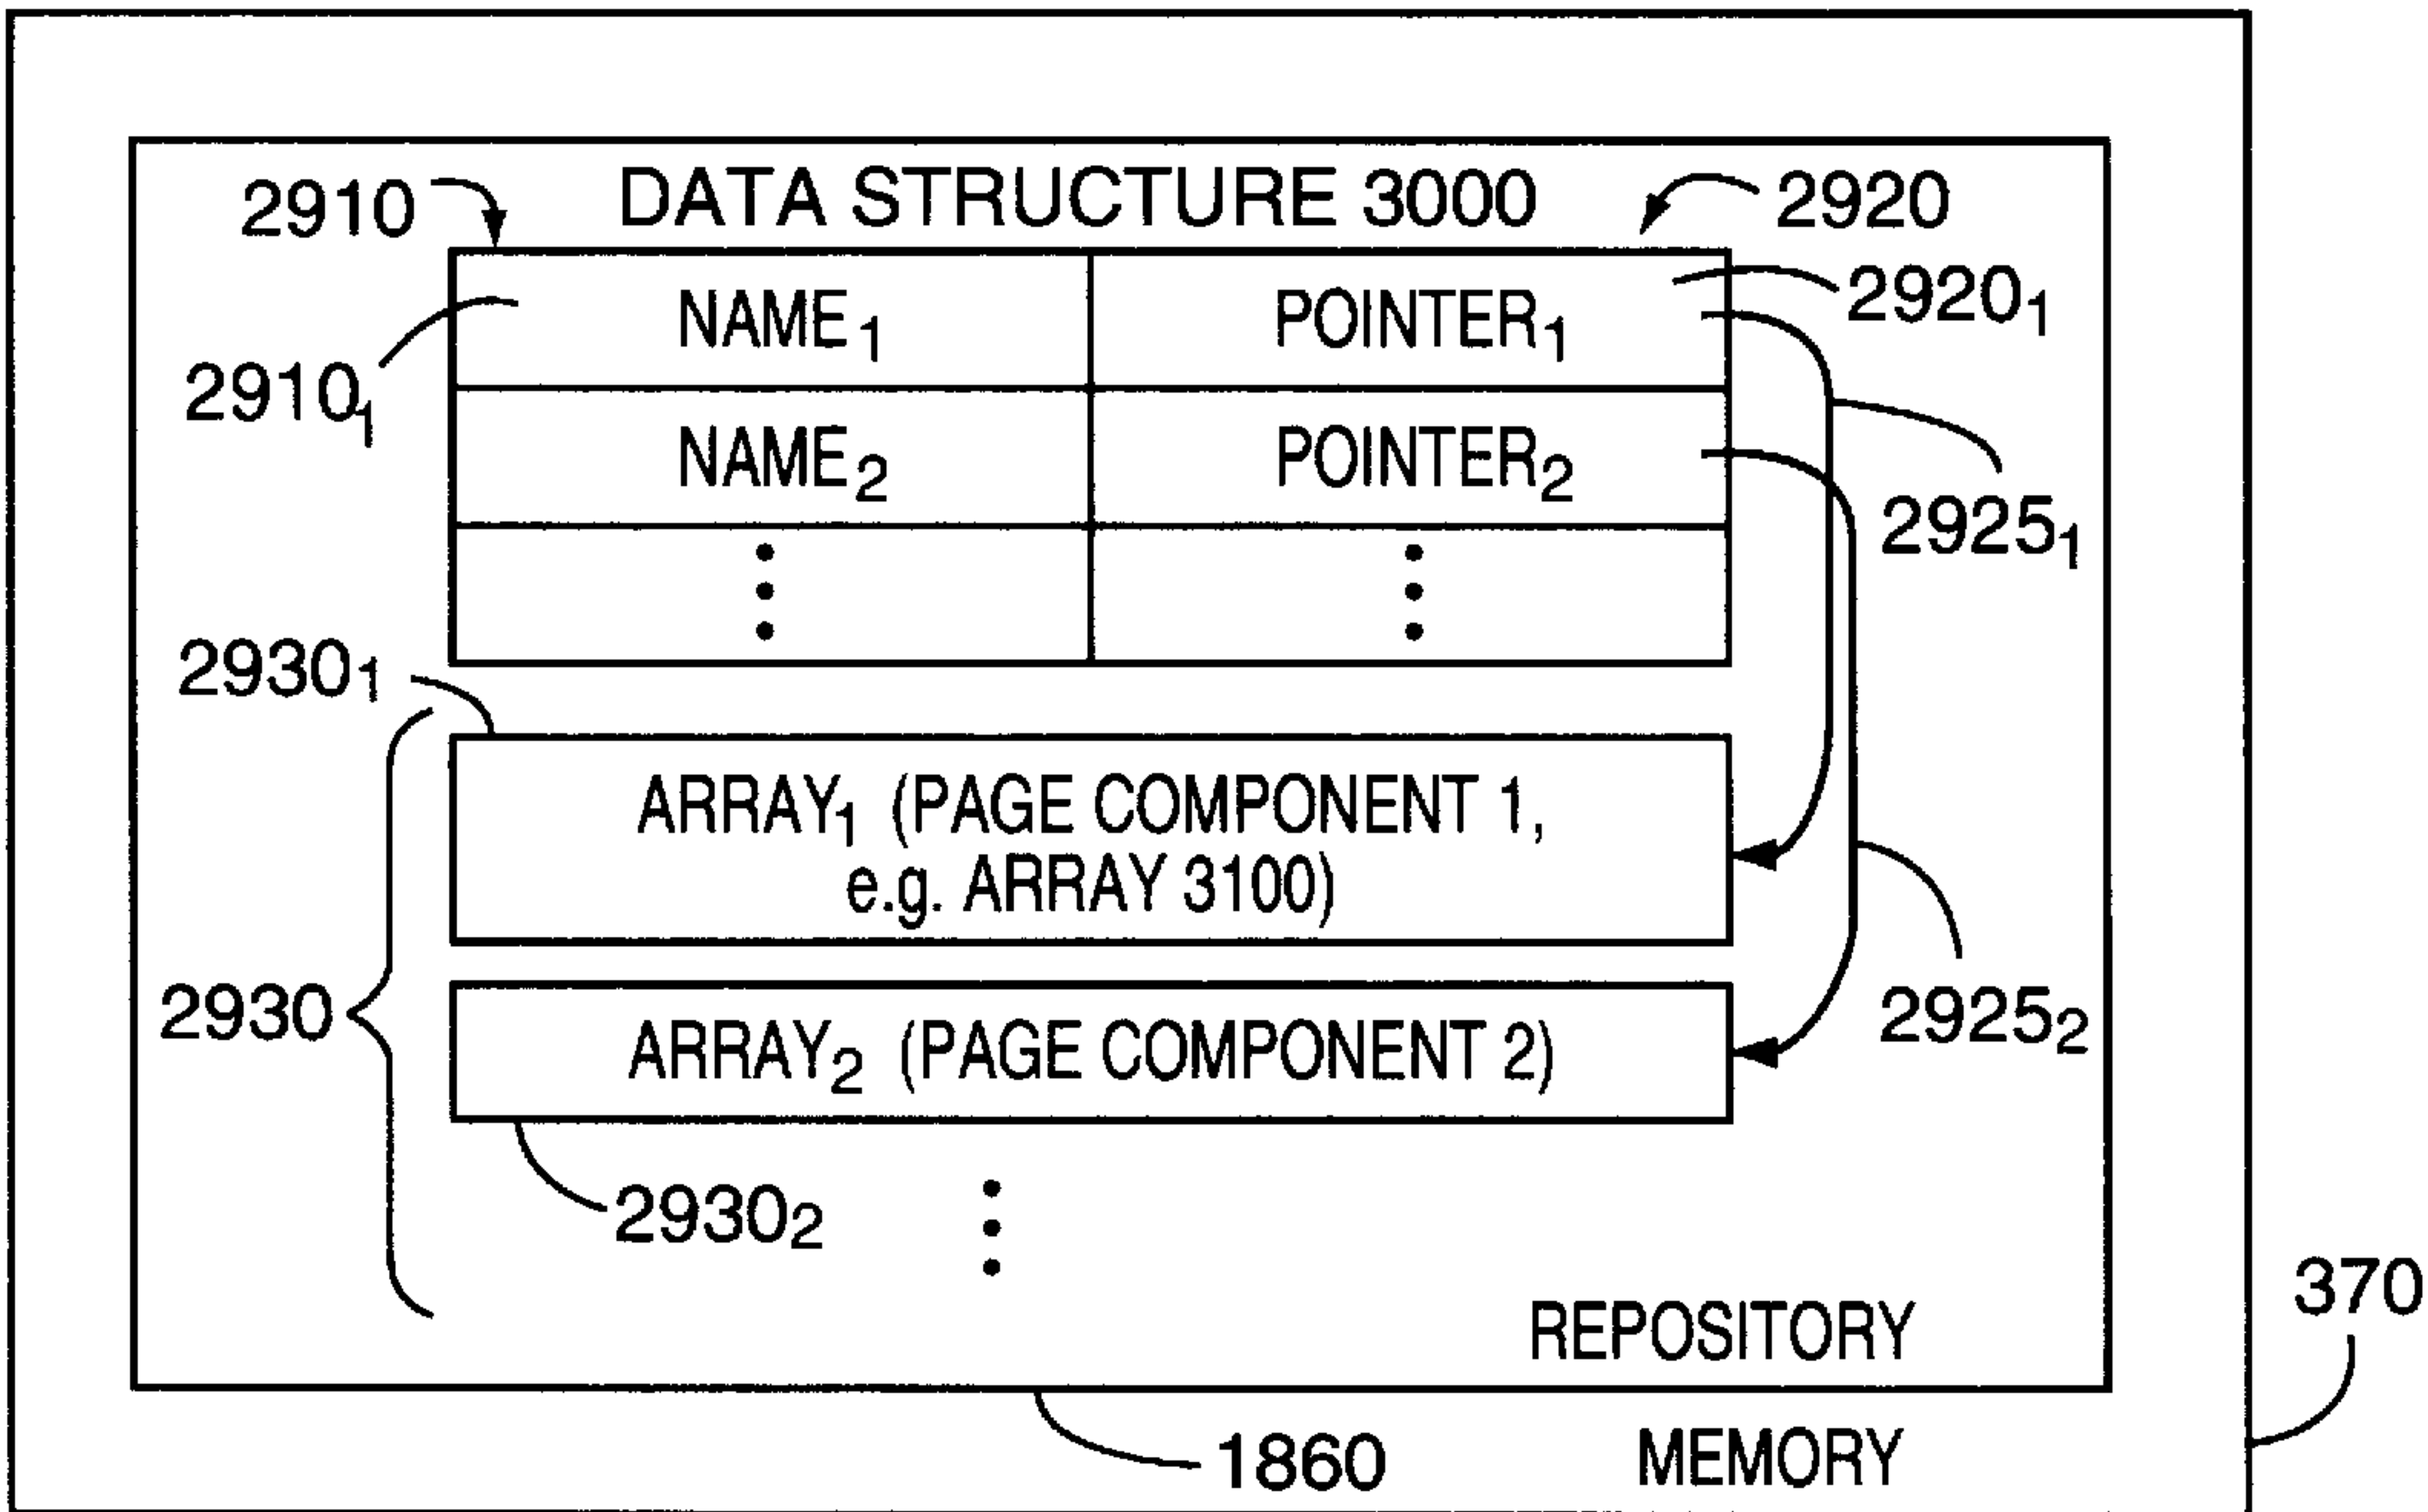 DATA STRUCTURE 3000
2910
2920
NAME₁
POINTER₁
2920₁
2910₁
NAME₂
POINTER₂
2925₁
2930₁
ARRAY₁ (PAGE COMPONENT 1,
e.g. ARRAY 3100)
2930
ARRAY₂ (PAGE COMPONENT 2)
2925₂
2930₂
370
REPOSITORY
1860
MEMORY